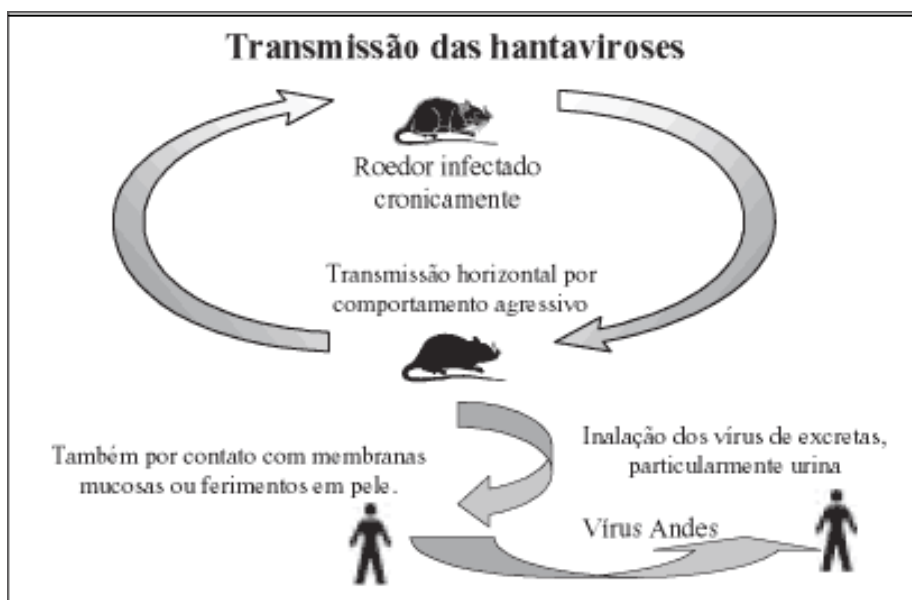 Transmissão das hantaviroses
Roedor infectado
cronicamente
Transmissão horizontal por
comportamento agressivo
Inalação dos vírus de excretas,
particularmente urina
Também por contato com membranas
mucosas ou ferimentos em pele.
Vírus Andes